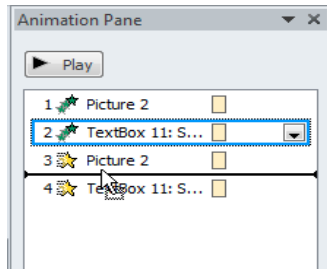 Animation Pane
Play
1 Picture 2
2 TextBox 11: S...
3 Picture 2
4 TextBox 11: S...